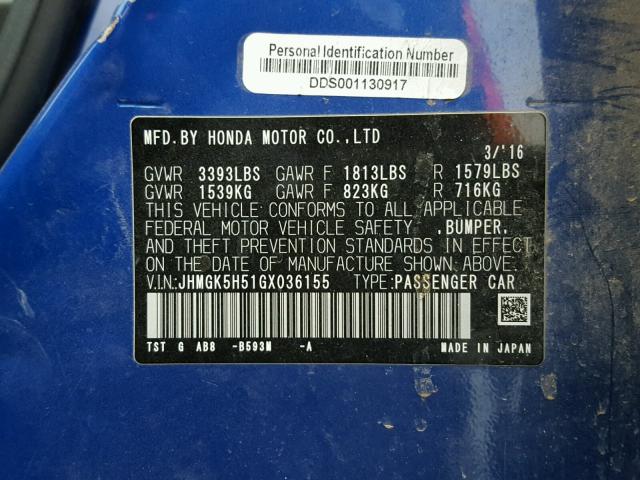 Personal Identification Number
DDS001130917
MFD.BY HONDA MOTOR CO.,LTD
3/'16
GVWR 3393LBS GAWR F 1813LBS R 1579LBS
GVWR 1539KG GAWR F 823KG R 716KG
THIS VEHICLE CONFORMS TO ALL APPLICABLE
FEDERAL MOTOR VEHICLE SAFETY ,BUMPER,
AND THEFT PREVENTION STANDARDS IN EFFECT
ON THE DATE OF MANUFACTURE SHOWN ABOVE.
V.IN:JHMGK5H51GX036155 TYPE:PASSENGER CAR
TST G AB8 -B593M -A MADE IN JAPAN